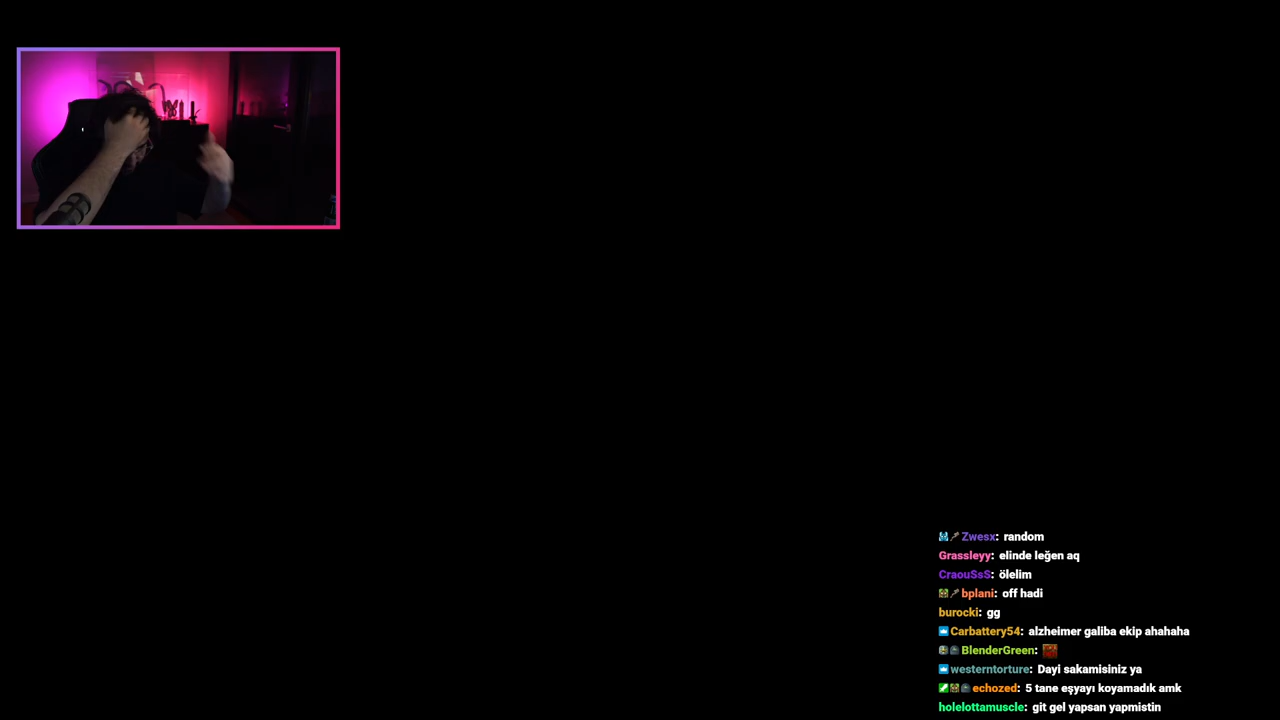 Zwesx: random
Grassleyy: elinde leğen aq
CraouSsS: ölelim
bplani: off hadi
burocki: gg
Carbattery54: alzheimer galiba ekip ahahaha
BlenderGreen:
westerntorture: Dayi sakamisiniz ya
echozed: 5 tane eşyayı koyamadık amk
holelottamuscle: git gel yapsan yapmistin